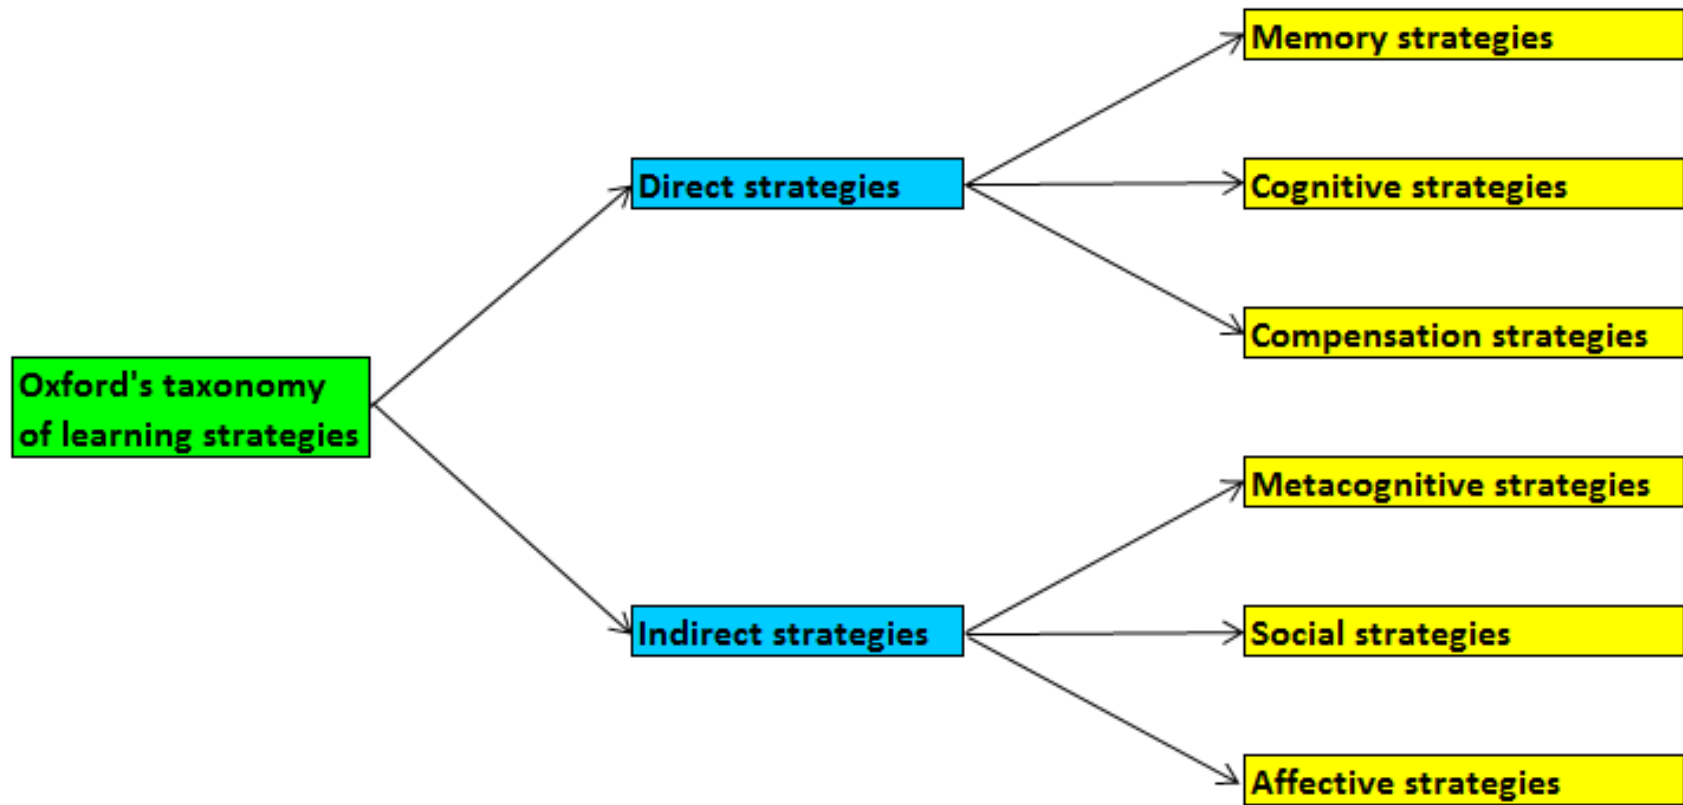 Oxford's taxonomy
of learning strategies
Direct strategies
Memory strategies
Cognitive strategies
Compensation strategies
Indirect strategies
Metacognitive strategies
Social strategies
Affective strategies